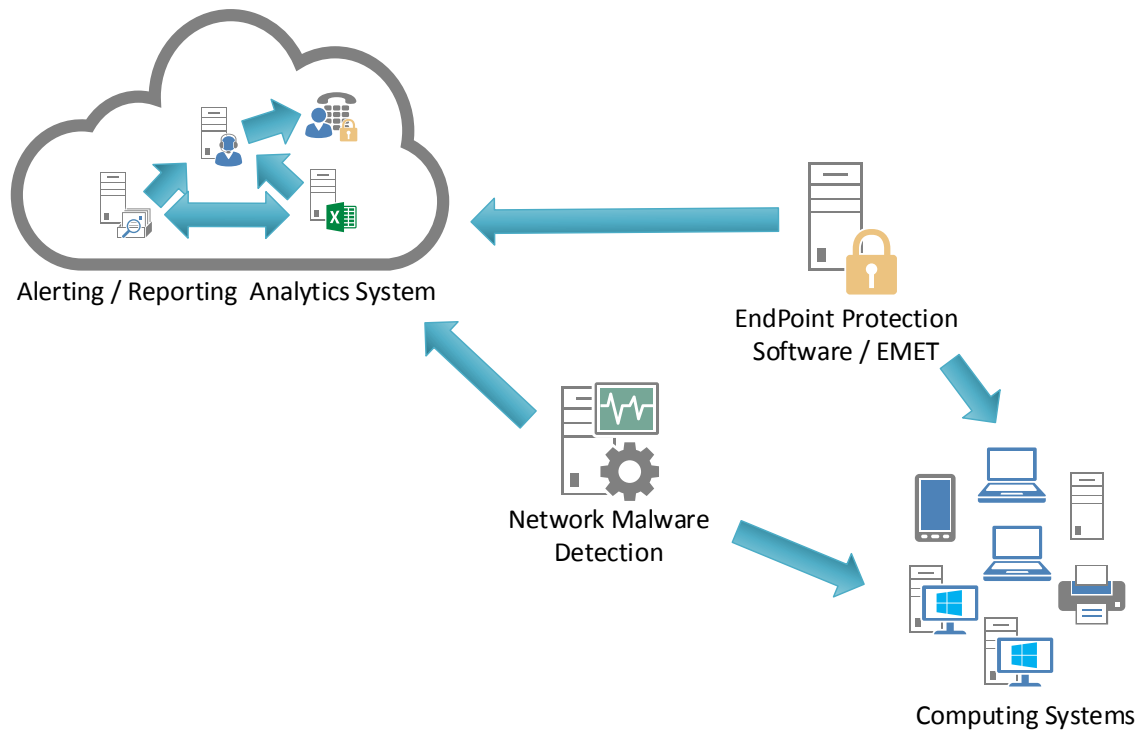 Alerting / Reporting  Analytics System
EndPoint Protection
Software / EMET
Network Malware
Detection
Computing Systems